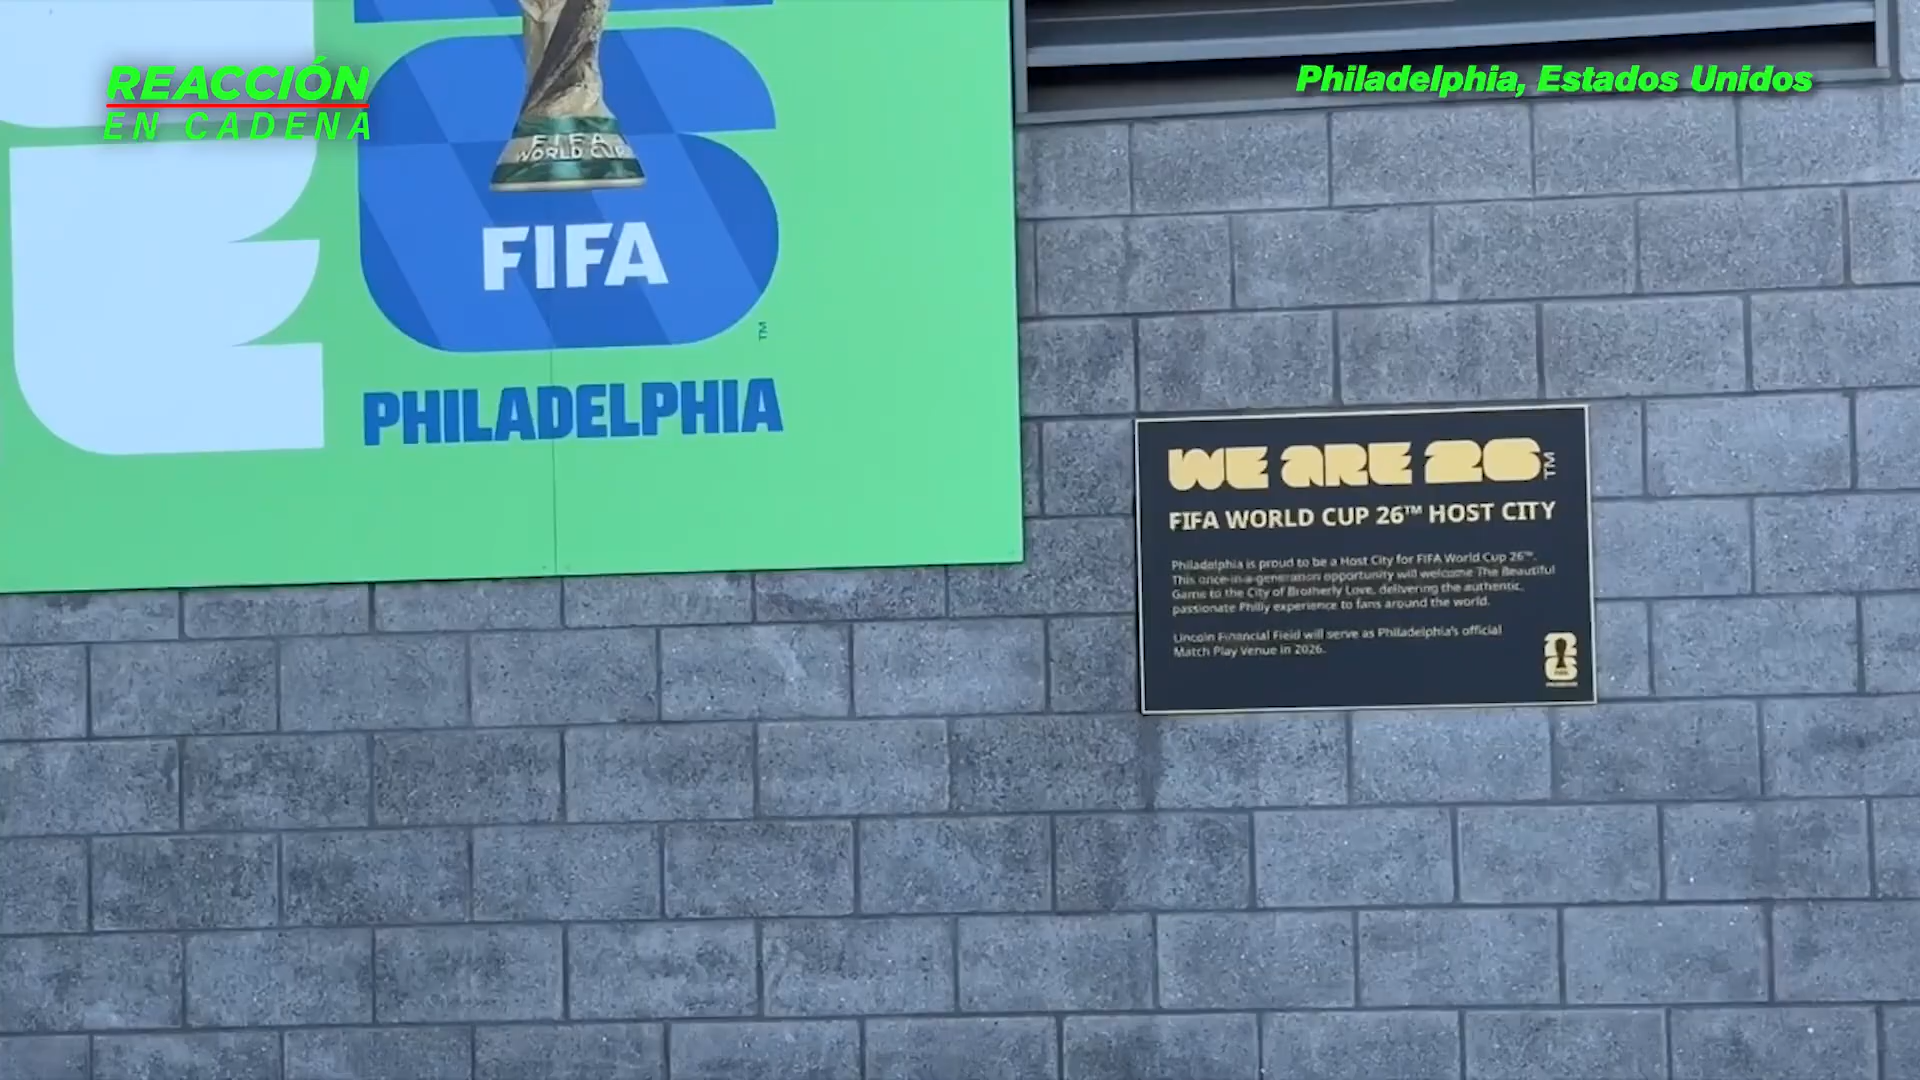 REACCIÓN
EN CADENA
Philadelphia, Estados Unidos
FIFA
WORLD CUP
FIFA
TM
PHILADELPHIA
WE ARE 26™
FIFA WORLD CUP 26™ HOST CITY
Philadelphia is proud to be a Host City for FIFA World Cup 26™.
This once-in-a-generation opportunity will welcome The Beautiful
Game to the City of Brotherly Love, delivering the authentic,
passionate Philly experience to fans around the world.
Lincoln Financial Field will serve as Philadelphia's official
Match Play Venue in 2026.